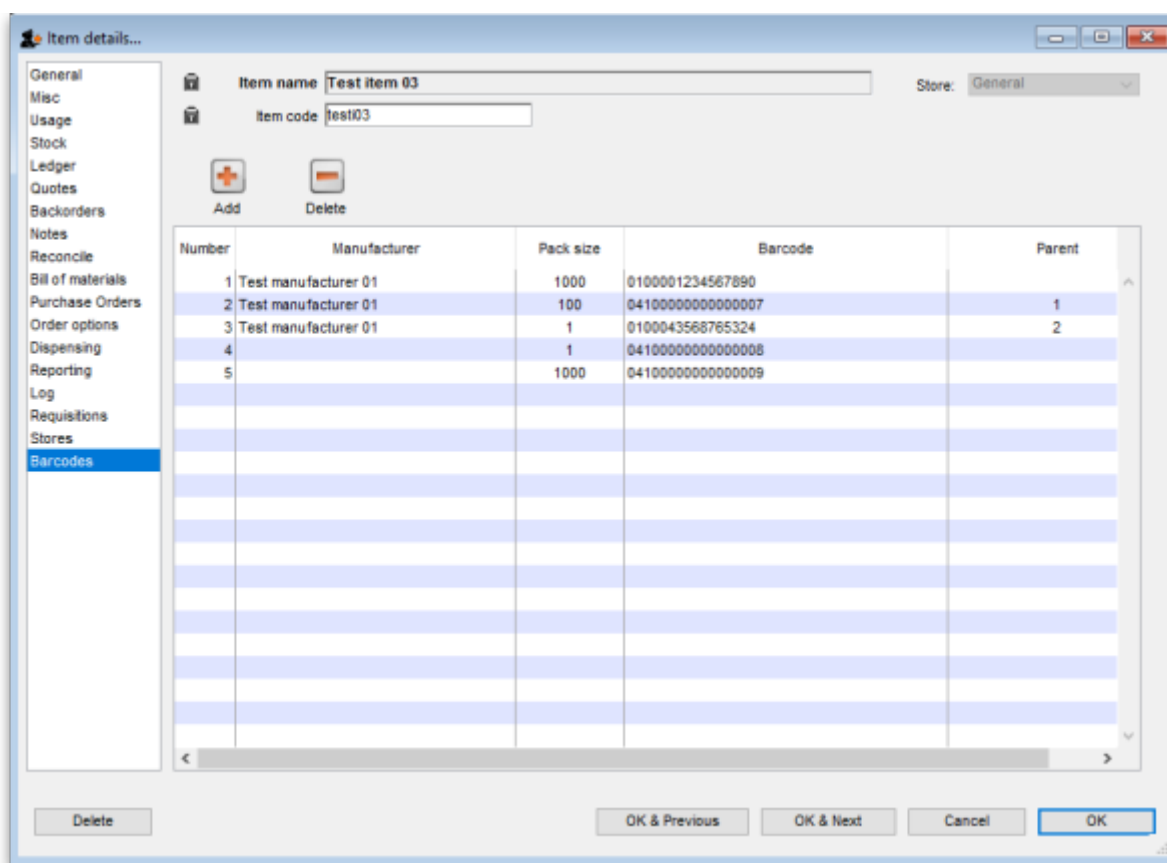 Item details...
General
Misc
Usage
Stock
Ledger
Quotes
Backorders
Notes
Reconcile
Bill of materials
Purchase Orders
Order options
Dispensing
Reporting
Log
Requisitions
Stores
Barcodes
Item name Test item 03 Store: General
Item code testi03
Add Delete
Number Manufacturer Pack size Barcode Parent
1 Test manufacturer 01 1000 0100001234567890
2 Test manufacturer 01 100 04100000000000007 1
3 Test manufacturer 01 1 0100043568765324 2
4 1 04100000000000008
5 1000 04100000000000009
Delete OK & Previous OK & Next Cancel OK